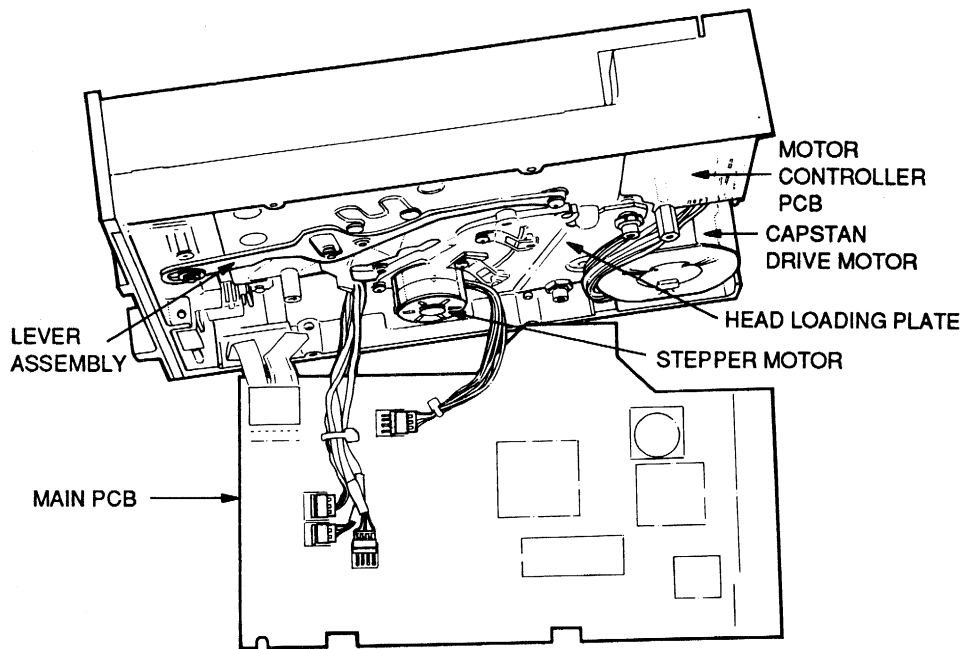 MOTOR
CONTROLLER
PCB
CAPSTAN
DRIVE MOTOR
HEAD LOADING PLATE
LEVER
ASSEMBLY
STEPPER MOTOR
MAIN PCB